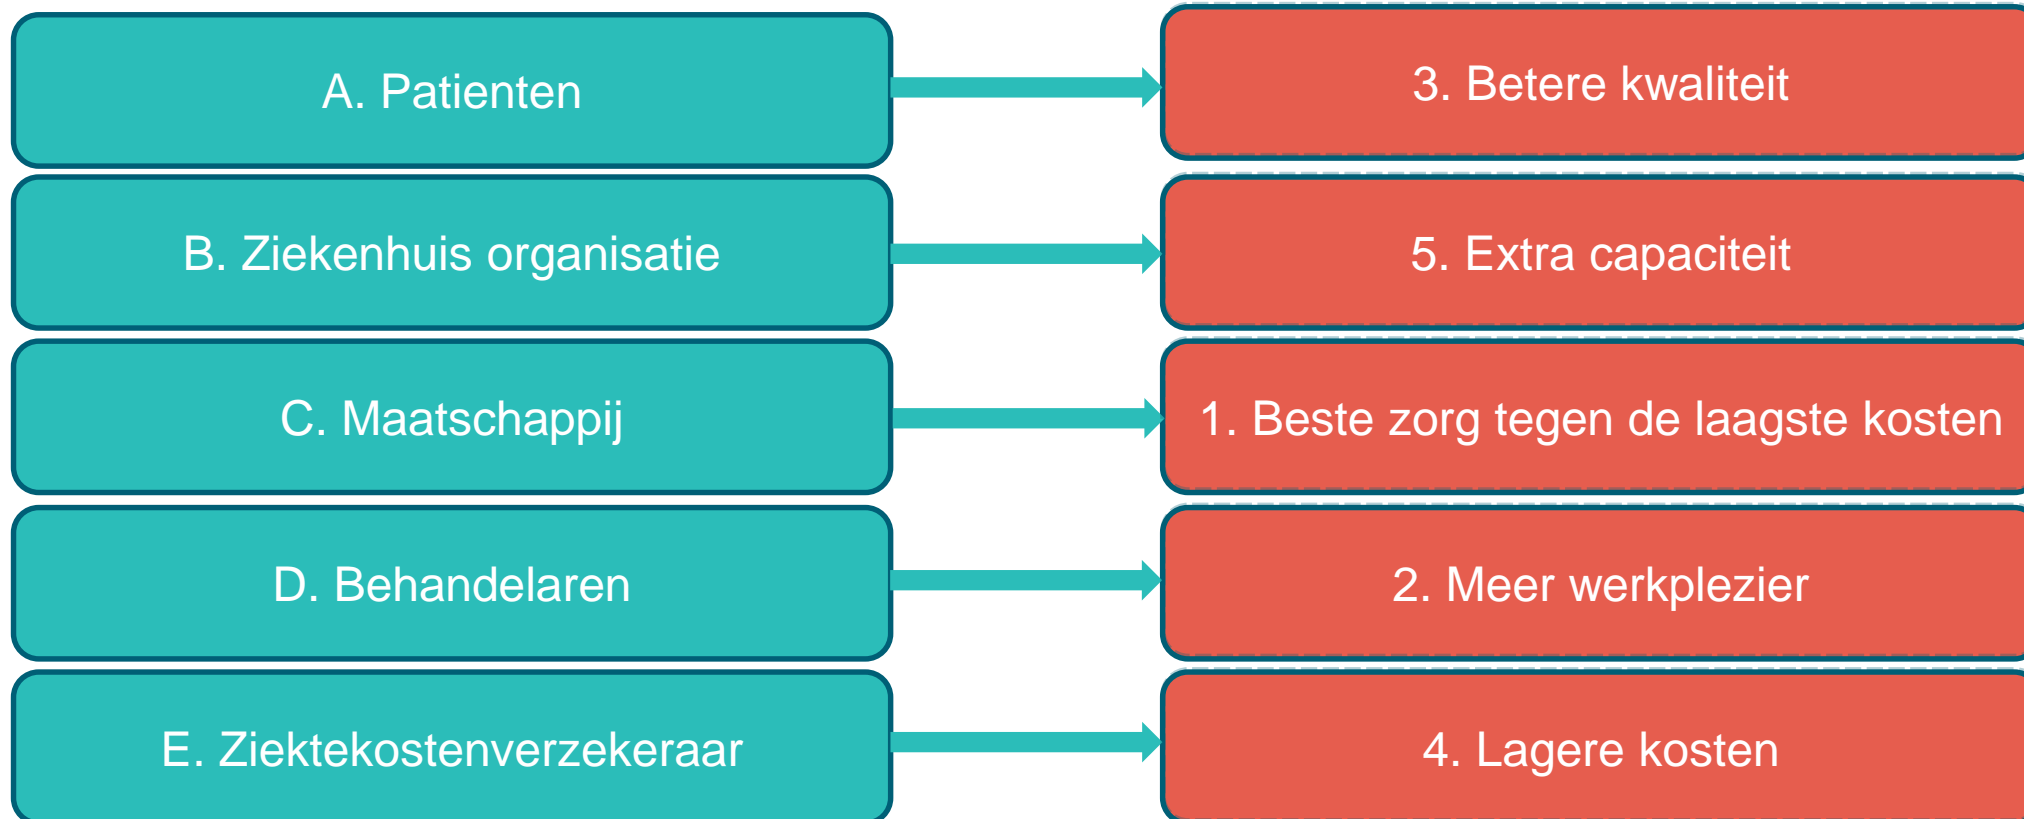 A. Patienten
3. Betere kwaliteit
B. Ziekenhuis organisatie
5. Extra capaciteit
C. Maatschappij
1. Beste zorg tegen de laagste kosten
D. Behandelaren
2. Meer werkplezier
E. Ziektekostenverzekeraar
4. Lagere kosten